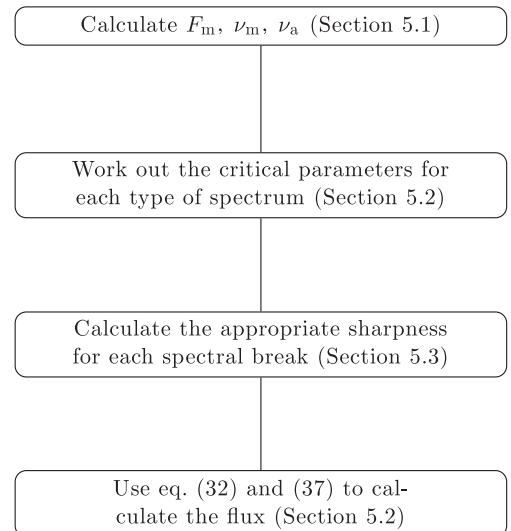 Calculate Fm, νm, νa (Section 5.1)
Work out the critical parameters for
each type of spectrum (Section 5.2)
Calculate the appropriate sharpness
for each spectral break (Section 5.3)
Use eq. (32) and (37) to cal-
culate the flux (Section 5.2)